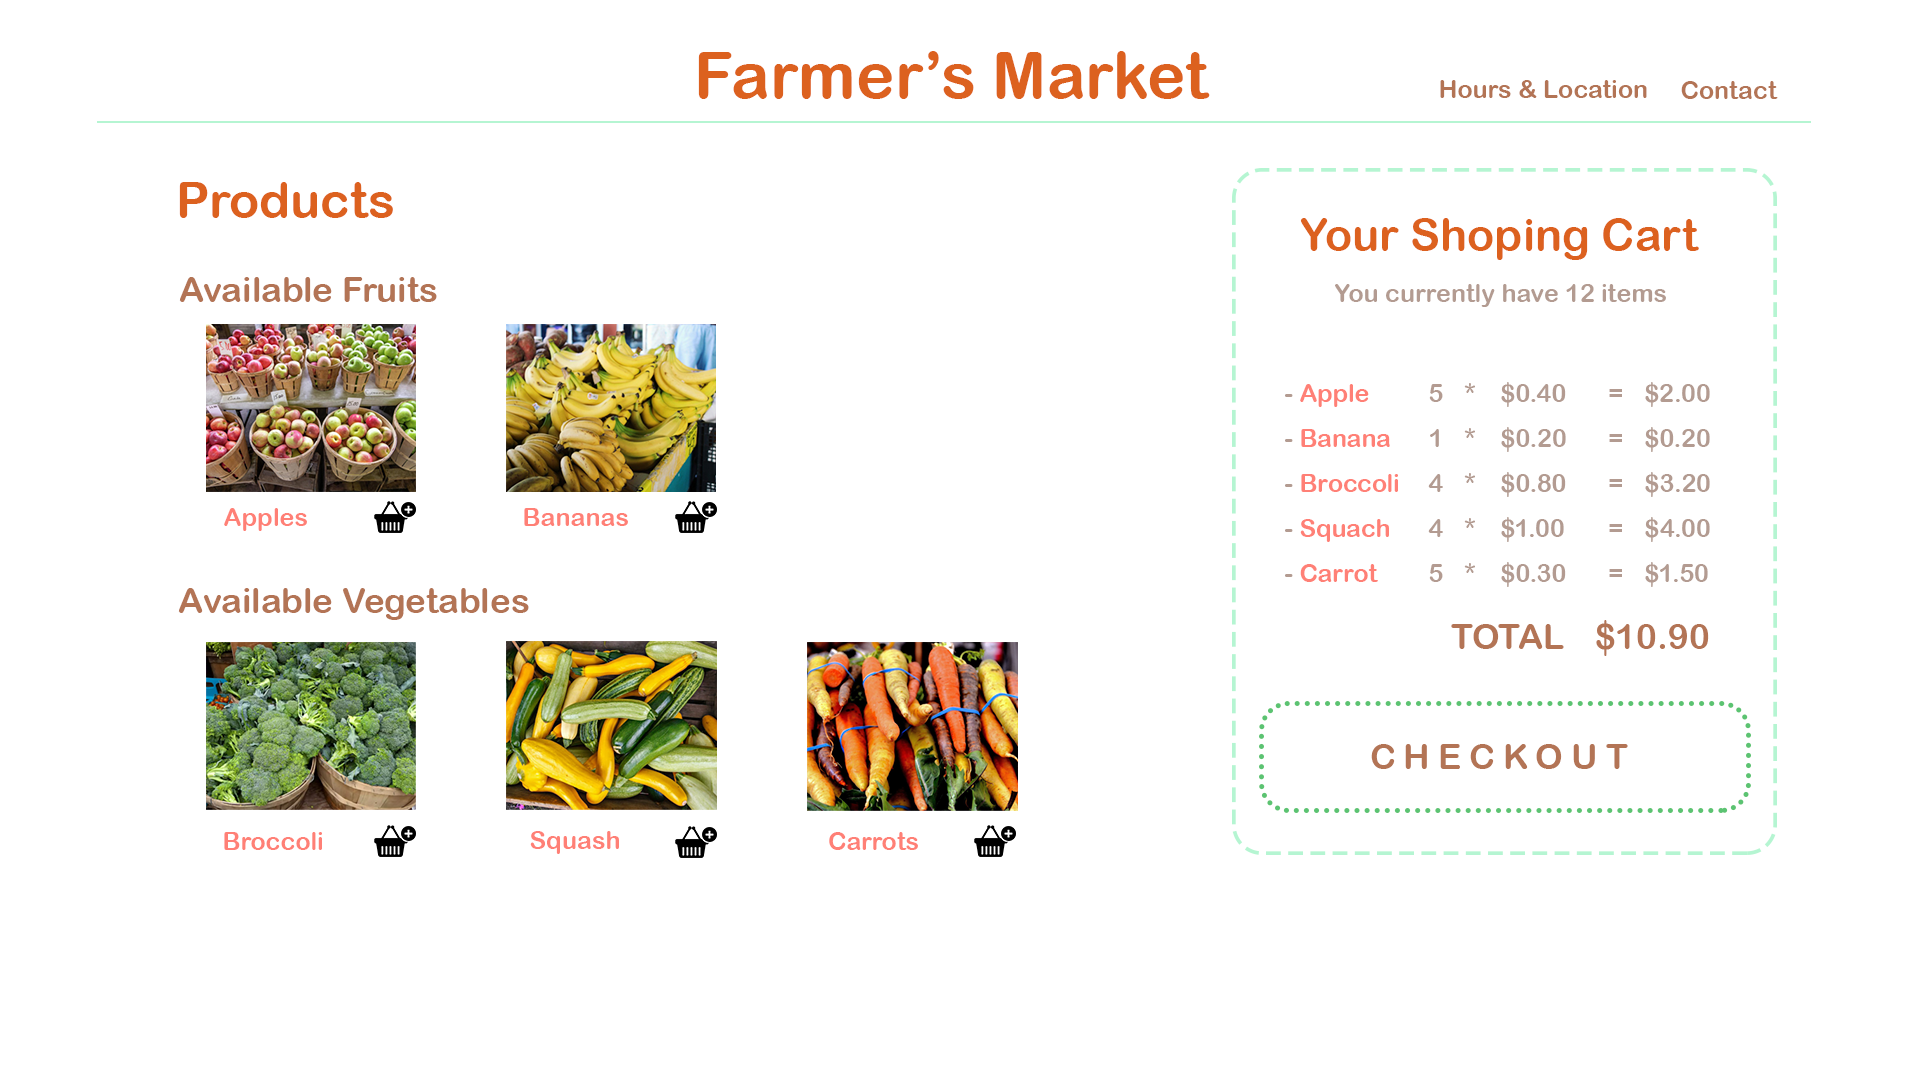 Farmer’s Market
Hours & Location
Contact
Products
Available Fruits
Apples
Bananas
Available Vegetables
Broccoli
Squash
Carrots
Your Shoping Cart
You currently have 12 items
- Apple 5 * $0.40 = $2.00
- Banana 1 * $0.20 = $0.20
- Broccoli 4 * $0.80 = $3.20
- Squach 4 * $1.00 = $4.00
- Carrot 5 * $0.30 = $1.50
TOTAL $10.90
CHECKOUT